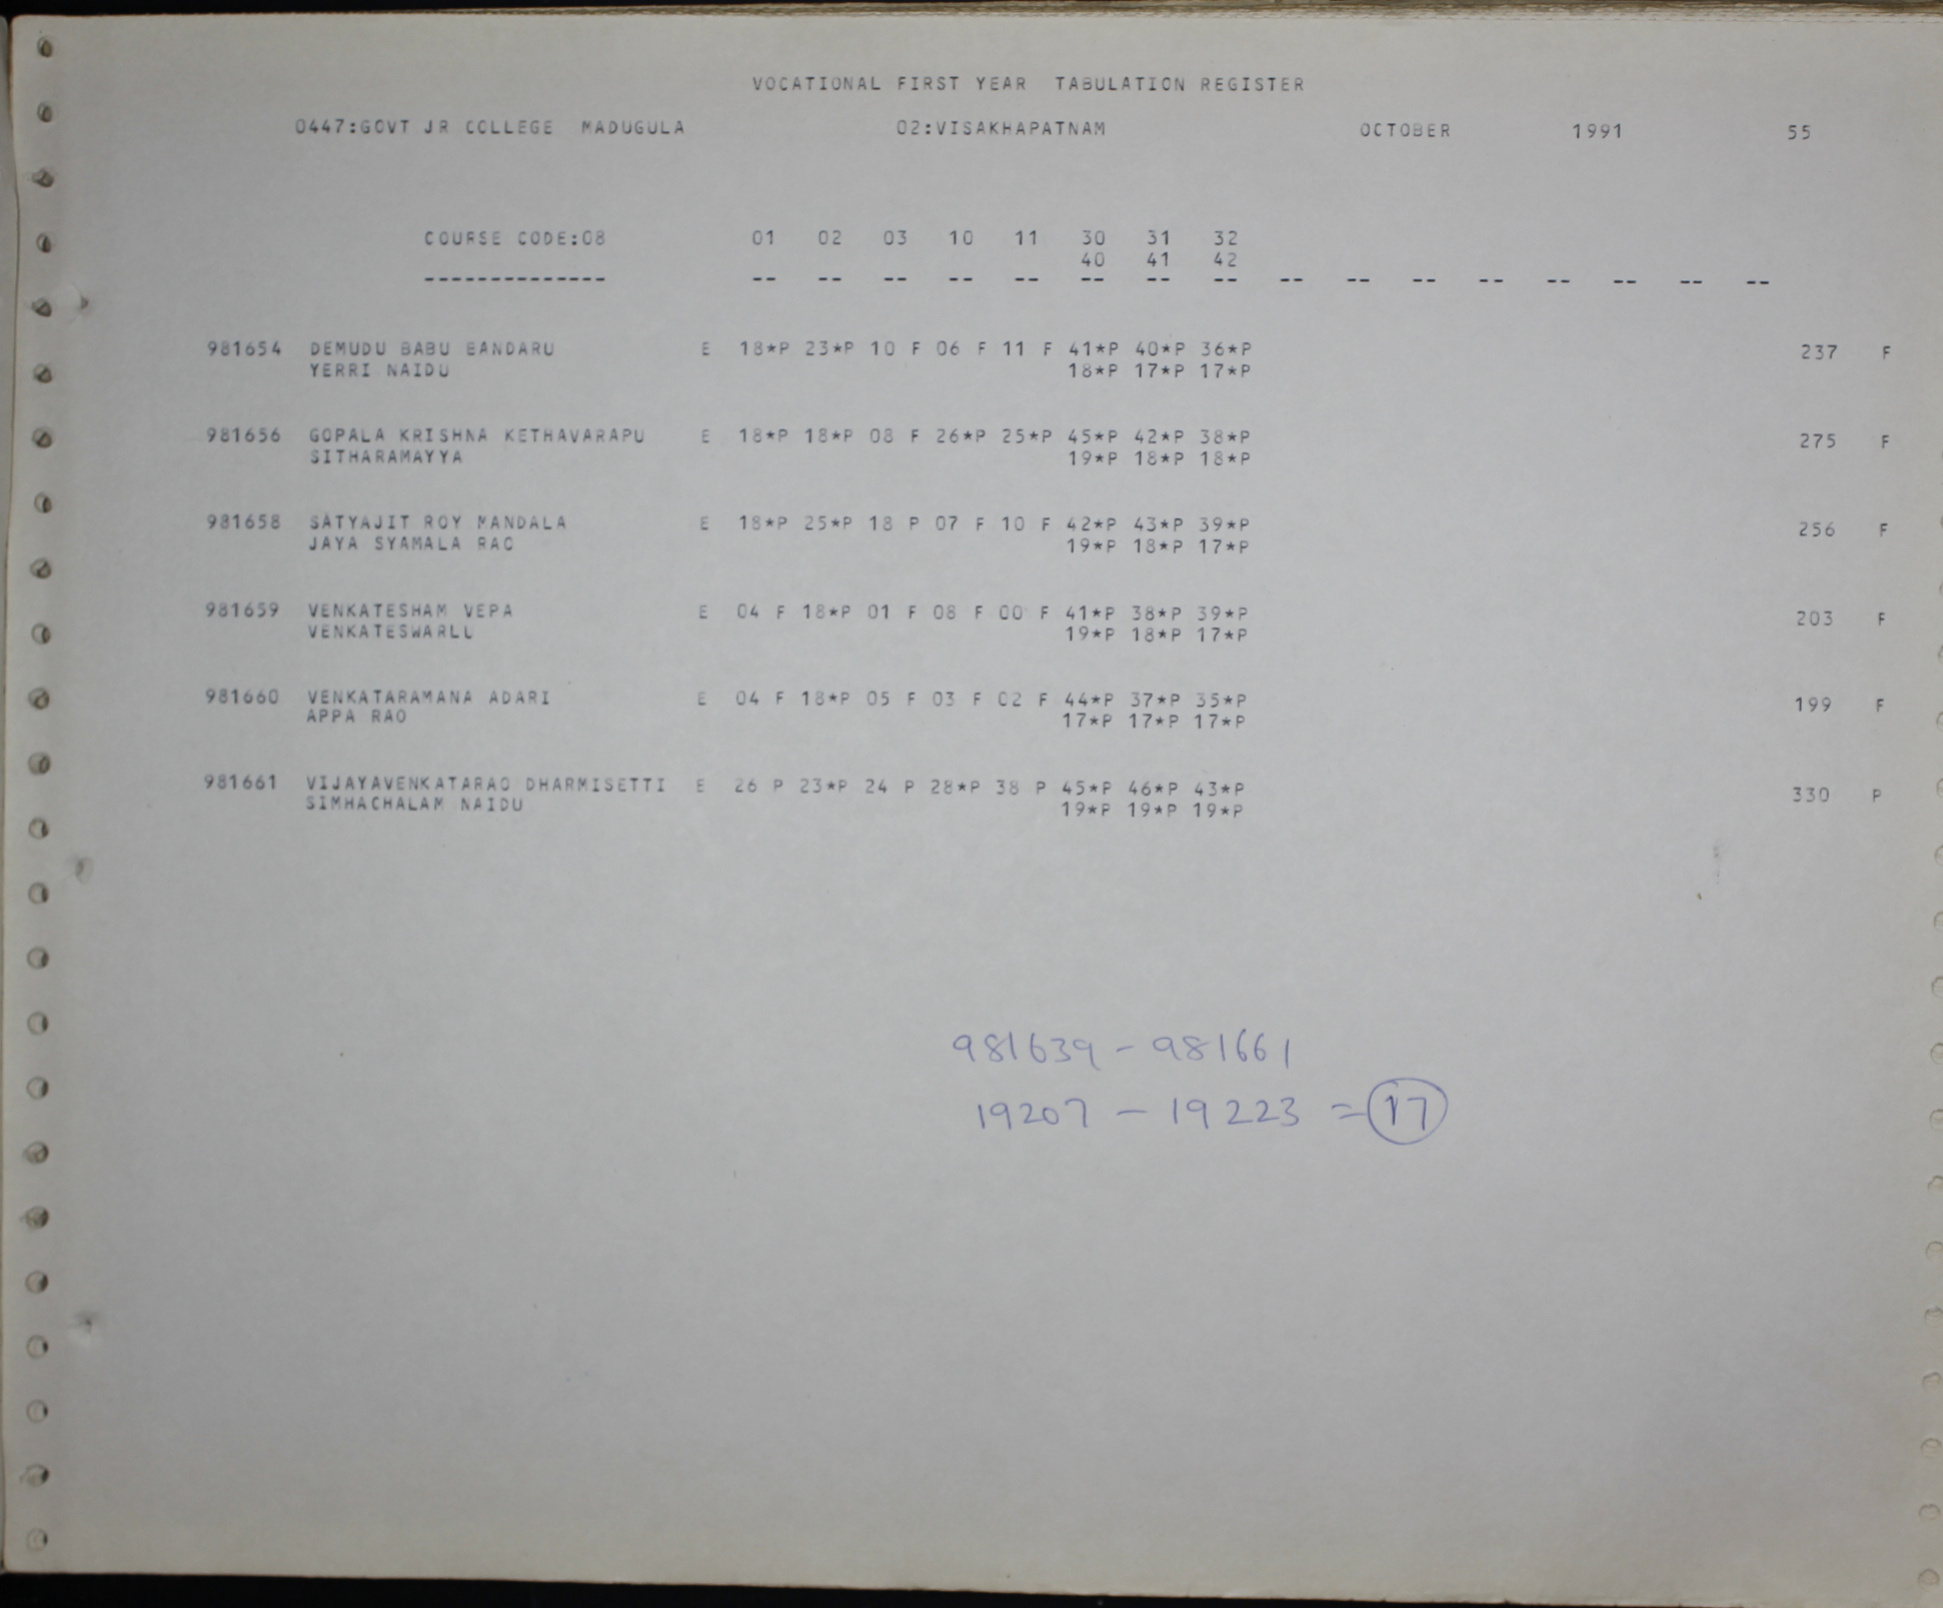 VOCATIONAL FIRST YEAR TABULATION REGISTER
0447:GOVT JR COLLEGE MADUGULA 02:VISAKHAPATNAM OCTOBER 1991 55
COURSE CODE:08 01 02 03 10 11 30 31 32
40 41 42
-------------- -- -- -- -- -- -- -- -- -- -- -- -- -- -- -- --
981654 DEMUDU BABU BANDARU E 18*P 23*P 10 F 06 F 11 F 41*P 40*P 36*P 237 F
YERRI NAIDU 18*P 17*P 17*P
981656 GOPALA KRISHNA KETHAVARAPU E 18*P 18*P 08 F 26*P 25*P 45*P 42*P 38*P 275 F
SITHARAMAYYA 19*P 18*P 18*P
981658 SATYAJIT ROY MANDALA E 18*P 25*P 18 P 07 F 10 F 42*P 43*P 39*P 256 F
JAYA SYAMALA RAO 19*P 18*P 17*P
981659 VENKATESHAM VEPA E 04 F 18*P 01 F 08 F 00 F 41*P 38*P 39*P 203 F
VENKATESWARLU 19*P 18*P 17*P
981660 VENKATARAMANA ADARI E 04 F 18*P 05 F 03 F 02 F 44*P 37*P 35*P 199 F
APPA RAO 17*P 17*P 17*P
981661 VIJAYAVENKATARAO DHARMISETTI E 26 P 23*P 24 P 28*P 38 P 45*P 46*P 43*P 330 P
SIMHACHALAM NAIDU 19*P 19*P 19*P
981639 - 981661
19207 - 19223 = 17